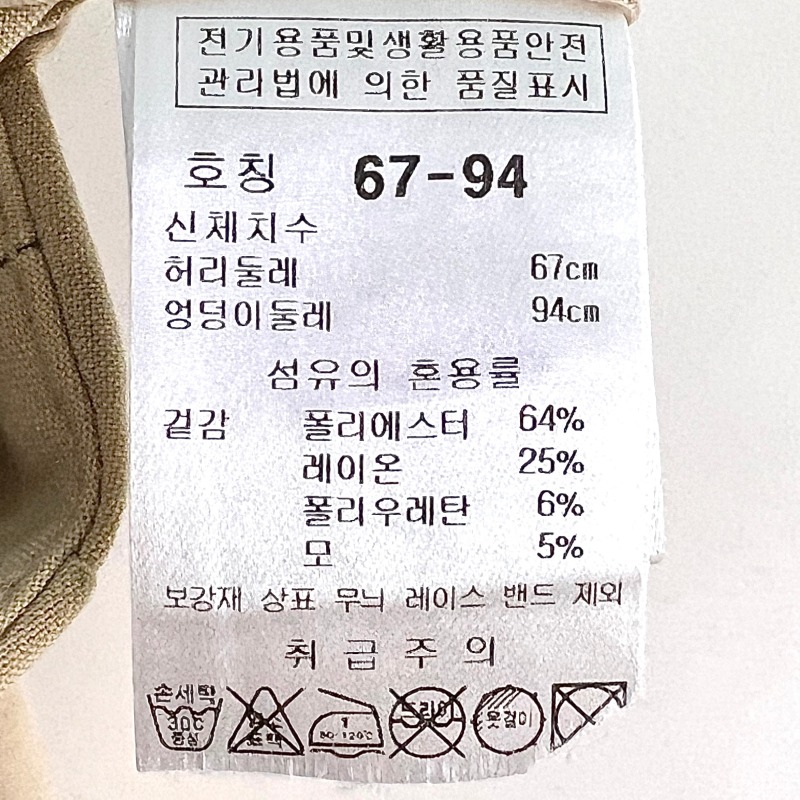 전기용품및생활용품안전
관리법에 의한 품질표시
호칭 67-94
신체치수
허리둘레 67cm
엉덩이둘레 94cm
섬유의 혼용률
겉감 폴리에스터 64%
레이온 25%
폴리우레탄 6%
모 5%
보강재 상표 무늬 레이스 밴드 제외
취급주의
손세탁
30℃
중성
염소
표백
1
80-120℃
드라이
옷걸이